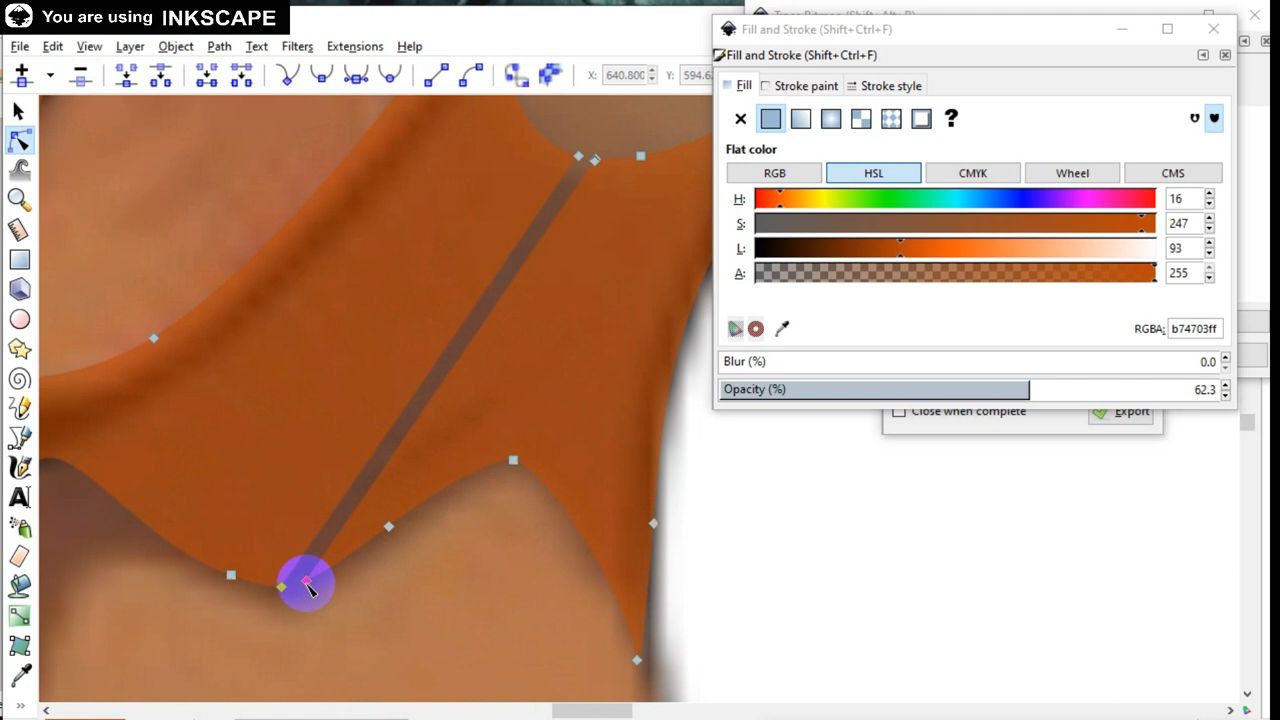 You are using INKSCAPE
File Edit View Layer Object Path Text Filters Extensions Help
X: 640.800 Y: 594.6
Fill and Stroke (Shift+Ctrl+F)
Fill and Stroke (Shift+Ctrl+F)
Fill Stroke paint Stroke style
Flat color
RGB HSL CMYK Wheel CMS
H: 16
S: 247
L: 93
A: 255
RGBA: b74703ff
Blur (%) 0.0
Opacity (%) 62.3
Close when complete Export